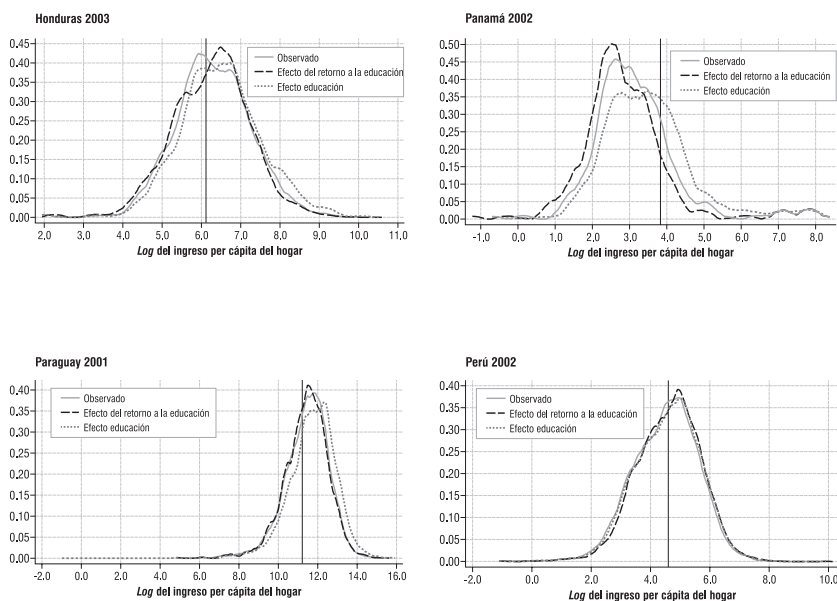 Honduras 2003
0.45
0.40
0.35
0.30
0.25
0.20
0.15
0.10
0.05
0.00
Observado
Efecto del retorno a la educación
Efecto educación
2,0 3,0 4,0 5,0 6,0 7,0 8,0 9,0 10,0 11,0
Log del ingreso per cápita del hogar
Panamá 2002
0.50
0.45
0.40
0.35
0.30
0.25
0.20
0.15
0.10
0.05
0.00
Observado
Efecto del retorno a la educación
Efecto educación
-1,0 0,0 1,0 2,0 3,0 4,0 5,0 6,0 7,0 8,0
Log del ingreso per cápita del hogar
Paraguay 2001
0.40
0.35
0.30
0.25
0.20
0.15
0.10
0.05
0.00
Observado
Efecto del retorno a la educación
Efecto educación
-2.0 0.0 2.0 4.0 6.0 8.0 10.0 12.0 14.0 16.0
Log del ingreso per cápita del hogar
Perú 2002
0.40
0.35
0.30
0.25
0.20
0.15
0.10
0.05
0.00
Observado
Efecto del retorno a la educación
Efecto educación
-2.0 0.0 2.0 4.0 6.0 8.0 10.0
Log del ingreso per cápita del hogar